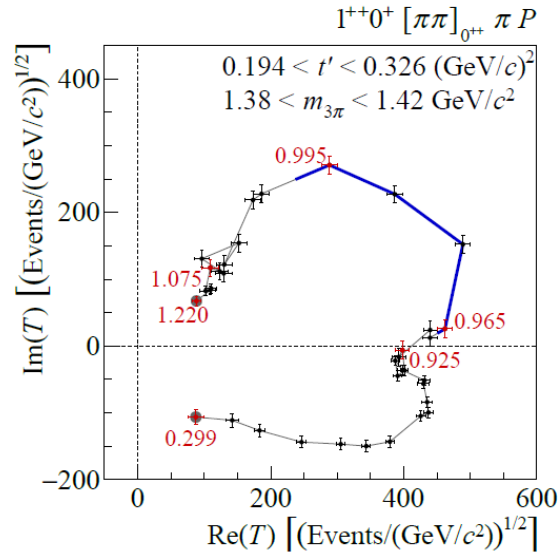 1⁺⁺0⁺ [ππ]₀₊₊ π P
0.194 < t′ < 0.326 (GeV/c)²
1.38 < m₃π < 1.42 GeV/c²
Im(T) [(Events/(GeV/c²))^{1/2}]
400
200
0
−200
0.995
1.075
1.220
0.965
0.925
0.299
0
200
400
600
Re(T) [(Events/(GeV/c²))^{1/2}]